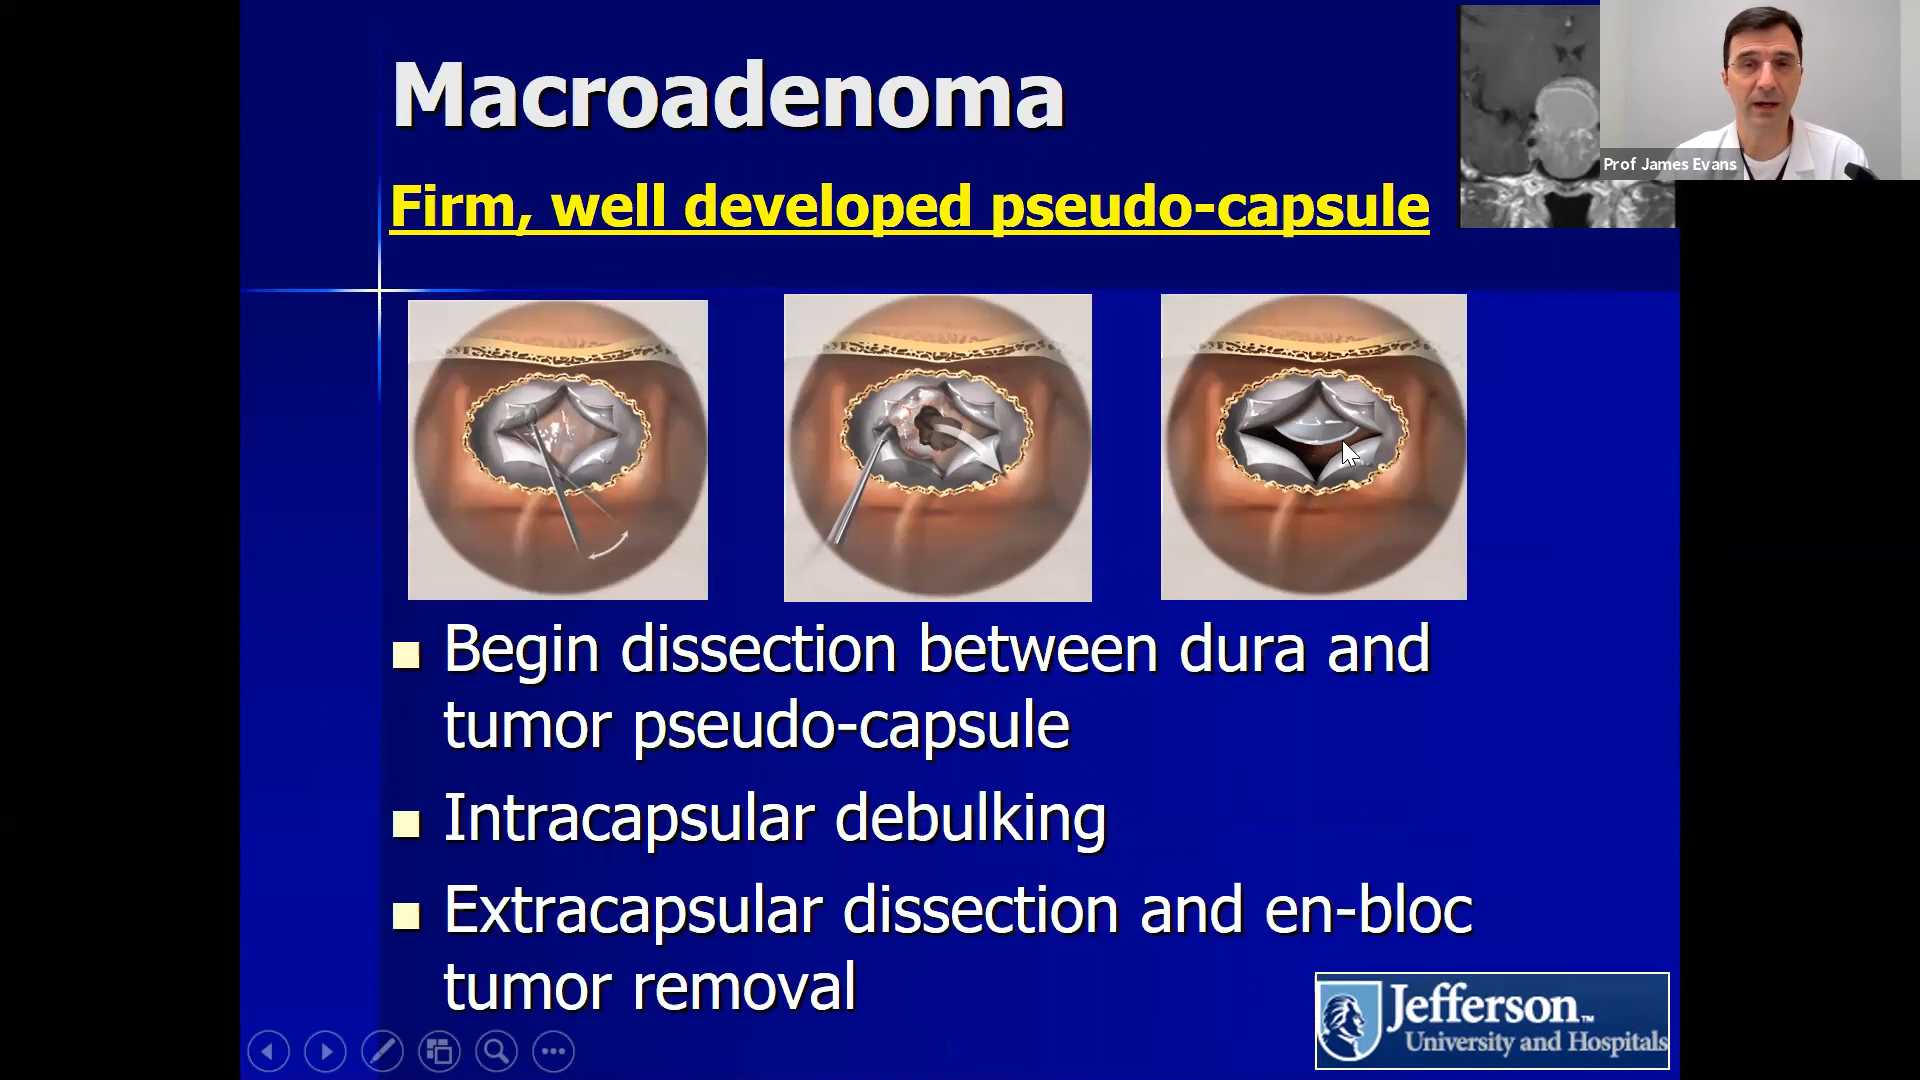 Macroadenoma
Prof James Evans
Firm, well developed pseudo-capsule
Begin dissection between dura and
tumor pseudo-capsule
Intracapsular debulking
Extracapsular dissection and en-bloc
tumor removal
Jefferson™
University and Hospitals